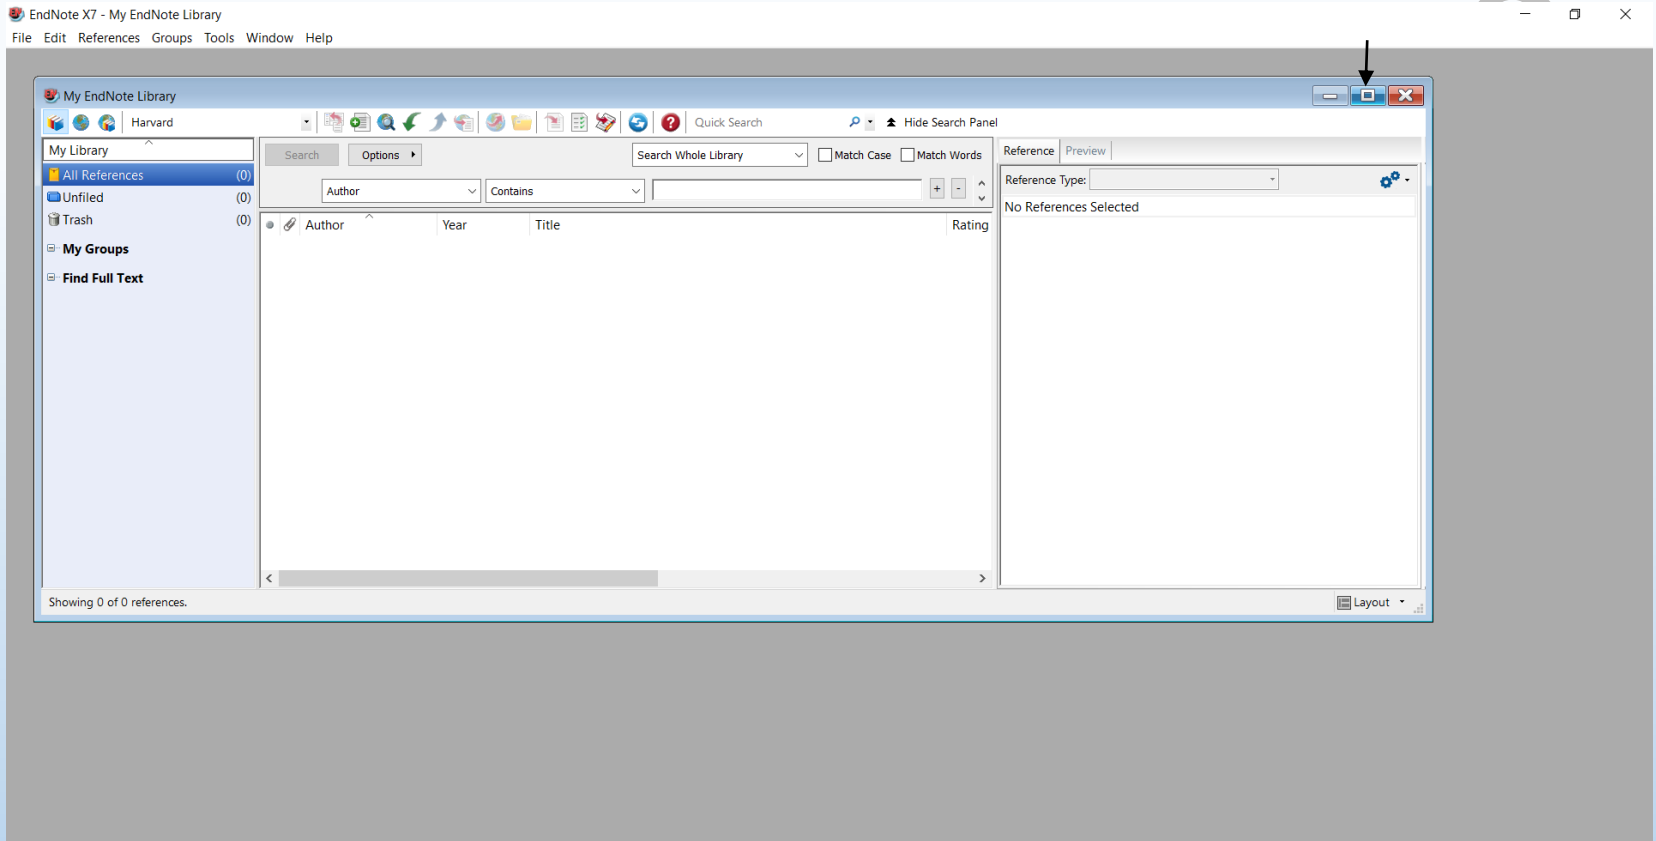 EndNote X7 - My EndNote Library
File Edit References Groups Tools Window Help
My EndNote Library
Harvard Quick Search Hide Search Panel
My Library
All References (0)
Unfiled (0)
Trash (0)
My Groups
Find Full Text
Search Options Search Whole Library Match Case Match Words
Author Contains + -
Author Year Title Rating
Reference Preview
Reference Type:
No References Selected
Showing 0 of 0 references. Layout